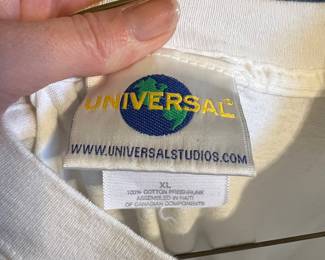 UNIVERSAL
WWW.UNIVERSALSTUDIOS.COM
XL
100% COTTON PRESHRUNK
ASSEMBLED IN HAITI
OF CANADIAN COMPONENTS